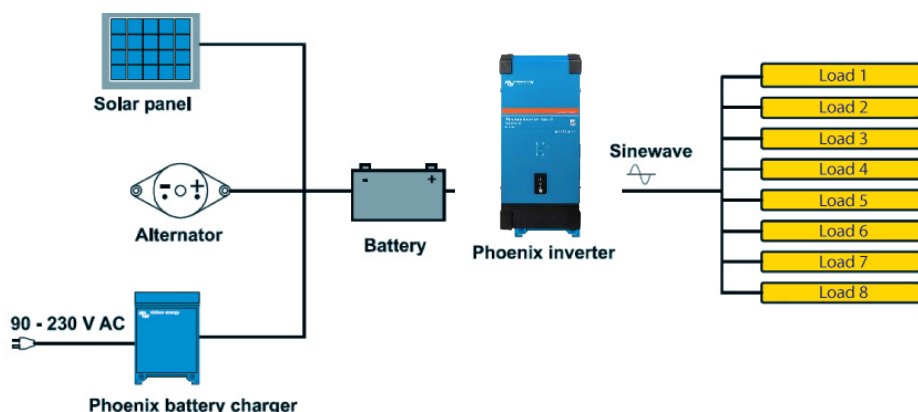 Solar panel
Alternator
90 - 230 V AC
Phoenix battery charger
- +
Battery
Phoenix inverter
Sinewave
Load 1
Load 2
Load 3
Load 4
Load 5
Load 6
Load 7
Load 8